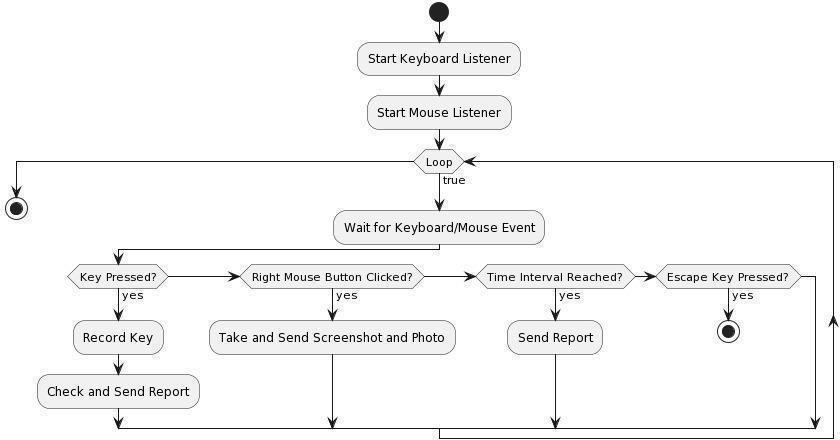 Start Keyboard Listener
Start Mouse Listener
Loop
true
Wait for Keyboard/Mouse Event
Key Pressed?
Right Mouse Button Clicked?
Time Interval Reached?
Escape Key Pressed?
yes
yes
yes
yes
Record Key
Take and Send Screenshot and Photo
Send Report
Check and Send Report